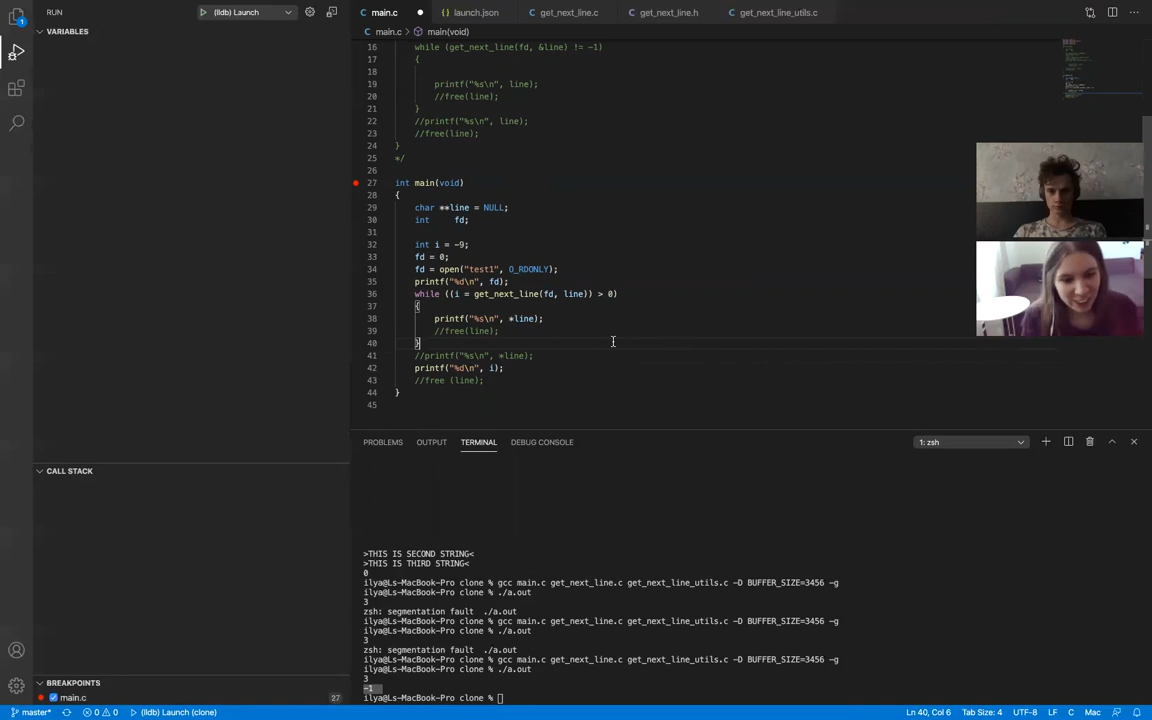 RUN
(lldb) Launch
main.c
launch.json
get_next_line.c
get_next_line.h
get_next_line_utils.c
1
VARIABLES
main.c > main(void)
16 while (get_next_line(fd, &line) != -1)
17 {
18
19 printf("%s\n", line);
20 //free(line);
21 }
22 //printf("%s\n", line);
23 //free(line);
24 }
25 */
26
27 int main(void)
28 {
29 char **line = NULL;
30 int fd;
31
32 int i = -9;
33 fd = 0;
34 fd = open("test1", O_RDONLY);
35 printf("%d\n", fd);
36 while ((i = get_next_line(fd, line)) > 0)
37 {
38 printf("%s\n", *line);
39 //free(line);
40 }
41 //printf("%s\n", *line);
42 printf("%d\n", i);
43 //free (line);
44 }
45
PROBLEMS OUTPUT TERMINAL DEBUG CONSOLE
1: zsh
CALL STACK
>THIS IS SECOND STRING<
>THIS IS THIRD STRING<
0
ilya@Ls-MacBook-Pro clone % gcc main.c get_next_line.c get_next_line_utils.c -D BUFFER_SIZE=3456 -g
ilya@Ls-MacBook-Pro clone % ./a.out
3
zsh: segmentation fault ./a.out
ilya@Ls-MacBook-Pro clone % gcc main.c get_next_line.c get_next_line_utils.c -D BUFFER_SIZE=3456 -g
ilya@Ls-MacBook-Pro clone % ./a.out
3
zsh: segmentation fault ./a.out
ilya@Ls-MacBook-Pro clone % gcc main.c get_next_line.c get_next_line_utils.c -D BUFFER_SIZE=3456 -g
ilya@Ls-MacBook-Pro clone % ./a.out
3
-1
ilya@Ls-MacBook-Pro clone %
BREAKPOINTS
main.c 27
master* 0 0 (lldb) Launch (clone) Ln 40, Col 6 Tab Size: 4 UTF-8 LF C Mac